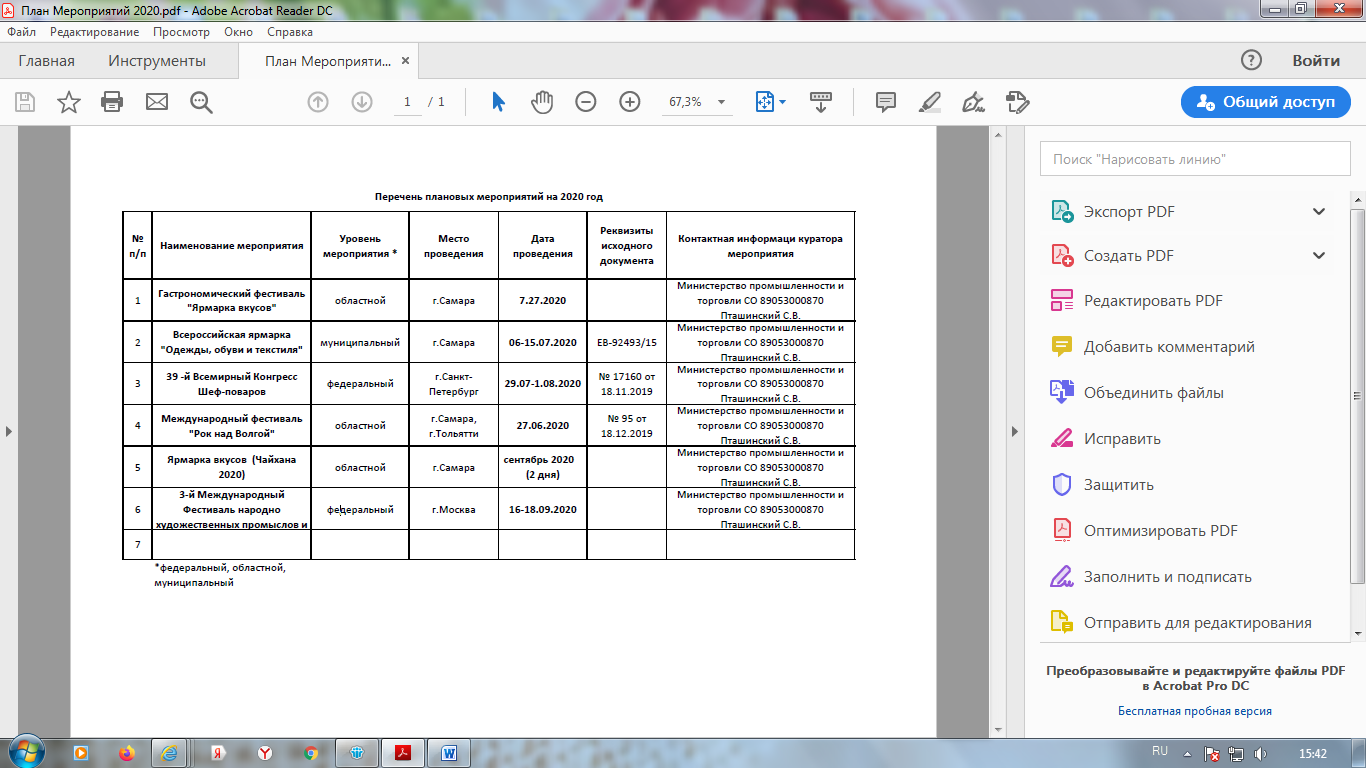 План Мероприятий 2020.pdf - Adobe Acrobat Reader DC
Файл Редактирование Просмотр Окно Справка
Главная Инструменты План Мероприяти... × Войти
1 / 1 67,3% Общий доступ
Перечень плановых мероприятий на 2020 год
№ п/п
Наименование мероприятия
Уровень
мероприятия *
Место
проведения
Дата
проведения
Реквизиты
исходного
документа
Контактная информаци куратора
мероприятия
1
Гастрономический фестиваль
"Ярмарка вкусов"
областной
г.Самара
7.27.2020
Министерство промышленности и
торговли СО 89053000870
Пташинский С.В.
2
Всероссийская ярмарка
"Одежды, обуви и текстиля"
муниципальный
г.Самара
06-15.07.2020
ЕВ-92493/15
Министерство промышленности и
торговли СО 89053000870
Пташинский С.В.
3
39 -й Всемирный Конгресс
Шеф-поваров
федеральный
г.Санкт-
Петербург
29.07-1.08.2020
№ 17160 от
18.11.2019
Министерство промышленности и
торговли СО 89053000870
Пташинский С.В.
4
Международный фестиваль
"Рок над Волгой"
областной
г.Самара,
г.Тольятти
27.06.2020
№ 95 от
18.12.2019
Министерство промышленности и
торговли СО 89053000870
Пташинский С.В.
5
Ярмарка вкусов (Чайхана
2020)
областной
г.Самара
сентябрь 2020
(2 дня)
Министерство промышленности и
торговли СО 89053000870
Пташинский С.В.
6
3-й Международный
Фестиваль народно
художественных промыслов и
федеральный
г.Москва
16-18.09.2020
Министерство промышленности и
торговли СО 89053000870
Пташинский С.В.
7
*федеральный, областной,
муниципальный
Поиск "Нарисовать линию"
Экспорт PDF
Создать PDF
Редактировать PDF
Добавить комментарий
Объединить файлы
Исправить
Защитить
Оптимизировать PDF
Заполнить и подписать
Отправить для редактирования
Преобразовывайте и редактируйте файлы PDF
в Acrobat Pro DC
Бесплатная пробная версия
RU 15:42